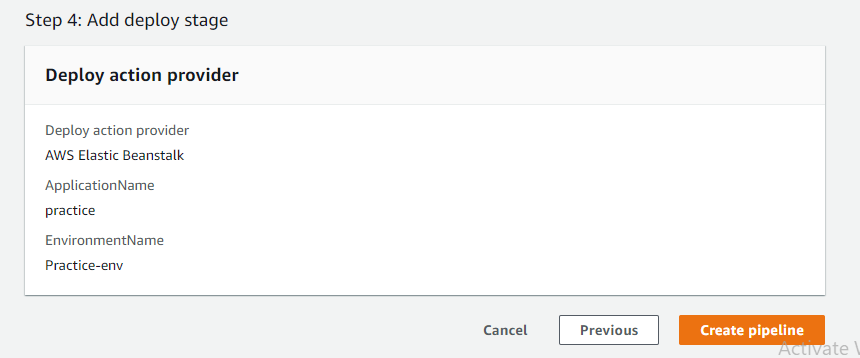 Step 4: Add deploy stage
Deploy action provider
Deploy action provider
AWS Elastic Beanstalk
ApplicationName
practice
EnvironmentName
Practice-env
Cancel Previous Create pipeline
Activate